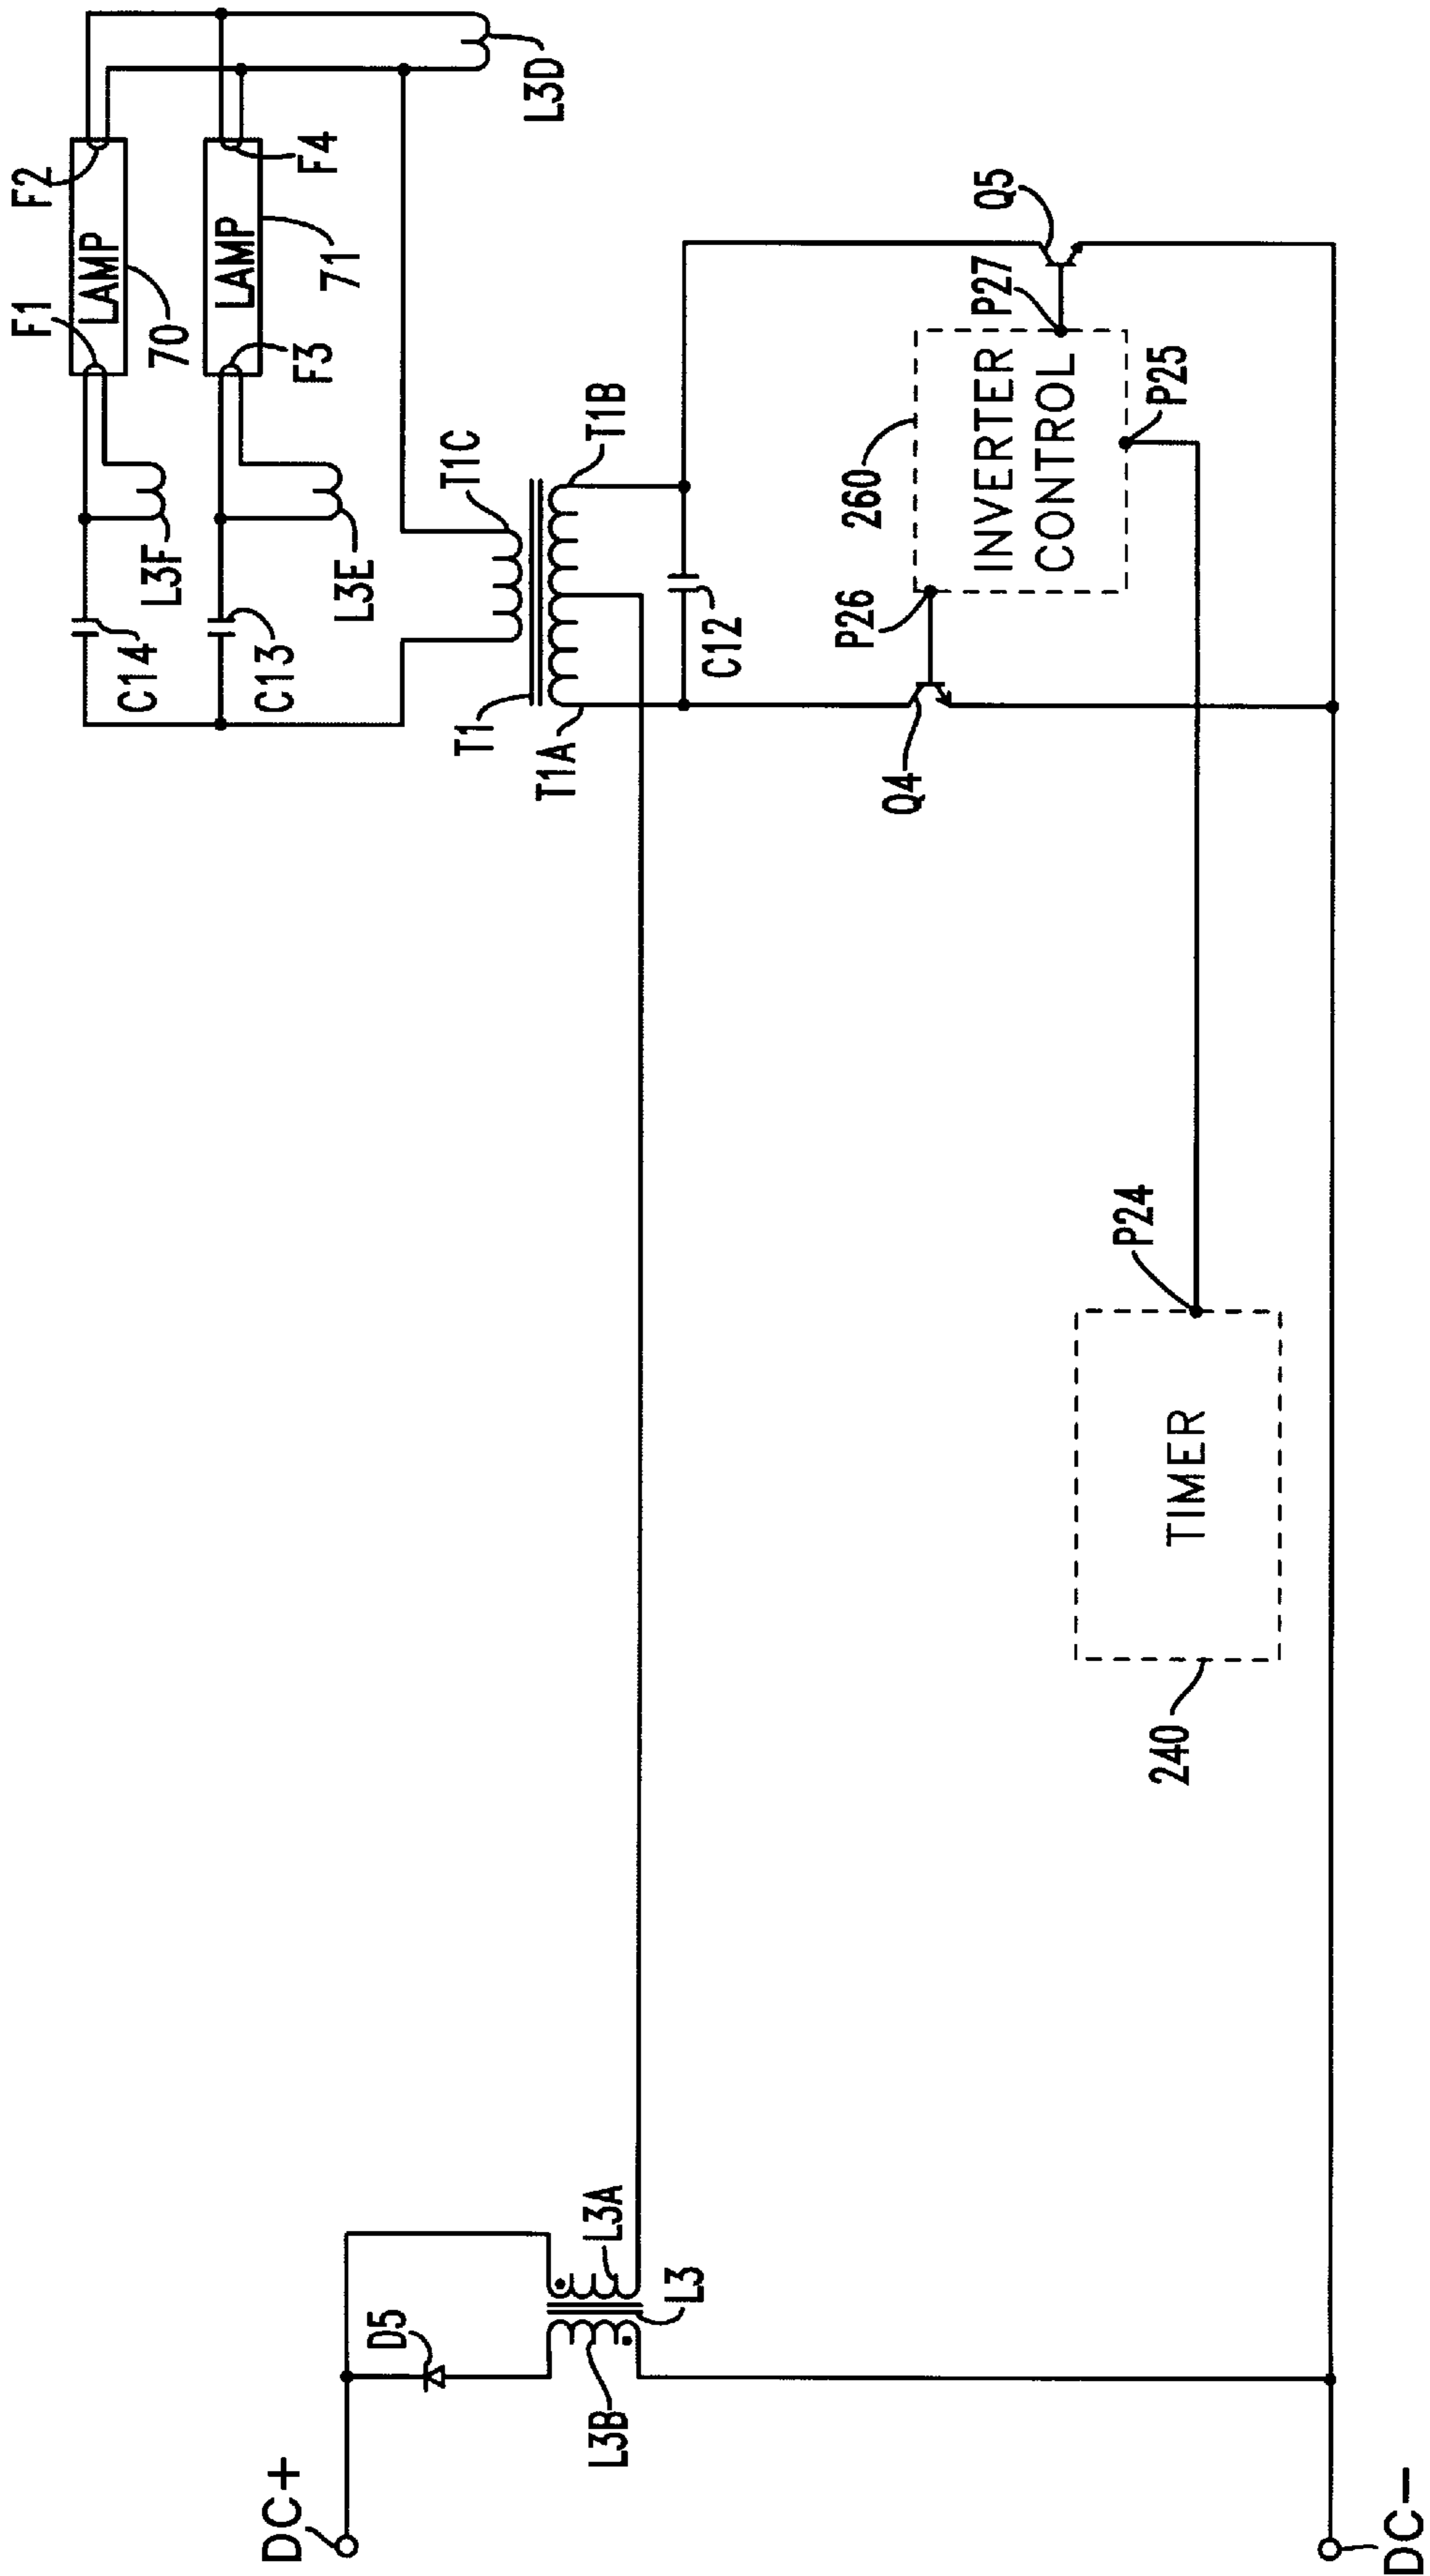 F1
F2
LAMP
70
LAMP
F3
F4
71
C14
L3F
C13
L3E
L3D
T1
T1C
T1A
T1B
C12
Q4
P26
260
INVERTER
CONTROL
P27
Q5
P25
P24
TIMER
240
DC+
D5
L3B
L3A
L3
DC−